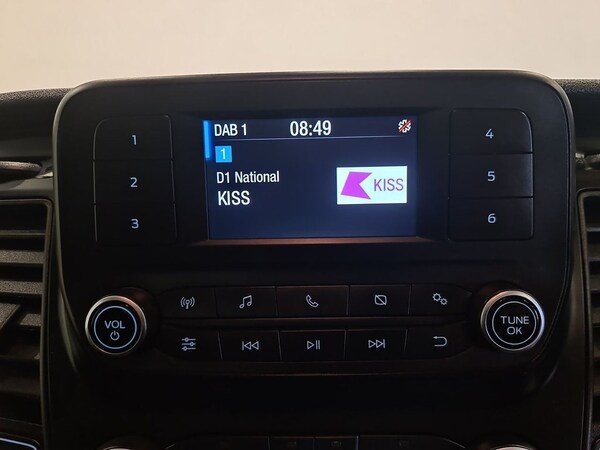 DAB 1 08:49
1
D1 National
KISS
KISS
1
2
3
4
5
6
VOL
TUNE
OK